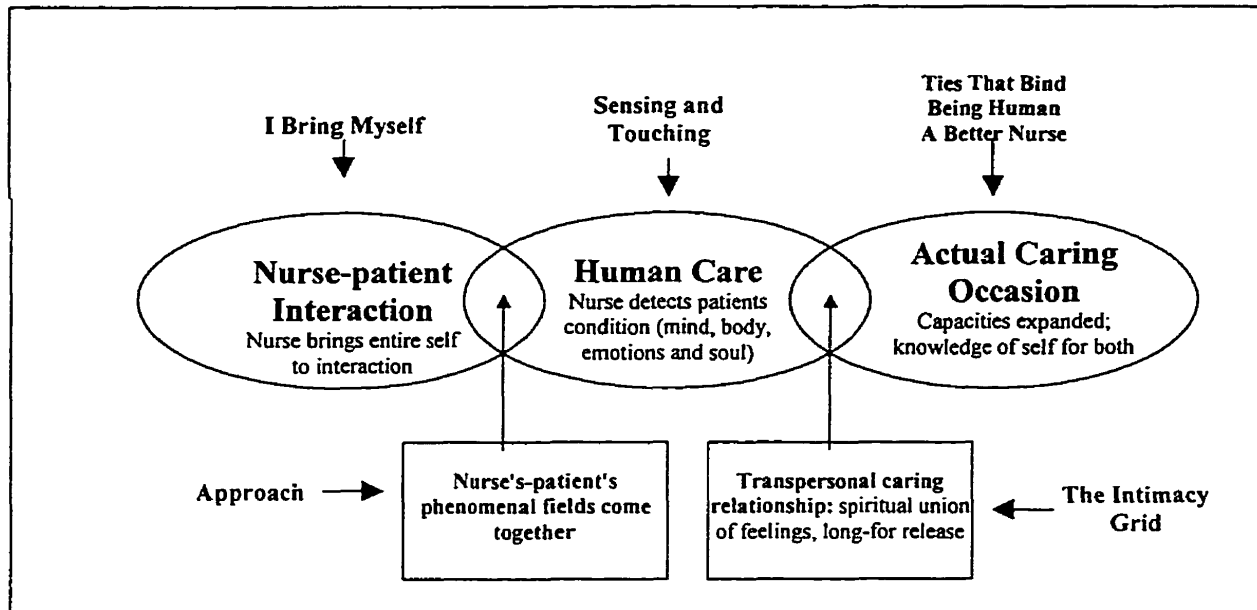 I Bring Myself
Sensing and
Touching
Ties That Bind
Being Human
A Better Nurse
Nurse-patient
Interaction
Nurse brings entire self
to interaction
Human Care
Nurse detects patients
condition (mind, body,
emotions and soul)
Actual Caring
Occasion
Capacities expanded;
knowledge of self for both
Approach
Nurse's-patient's
phenomenal fields come
together
Transpersonal caring
relationship: spiritual union
of feelings, long-for release
The Intimacy
Grid